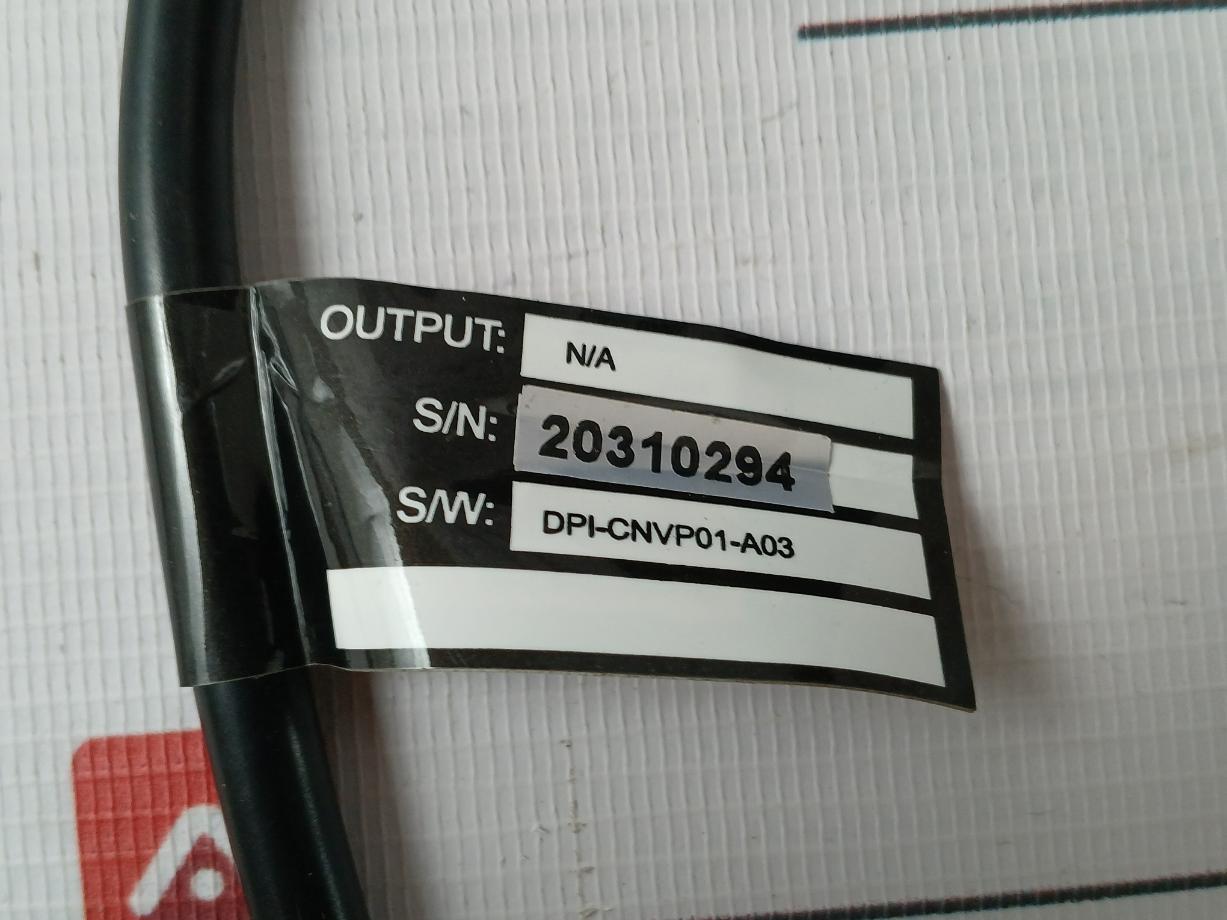 OUTPUT: N/A
S/N: 20310294
S/W: DPI-CNVP01-A03